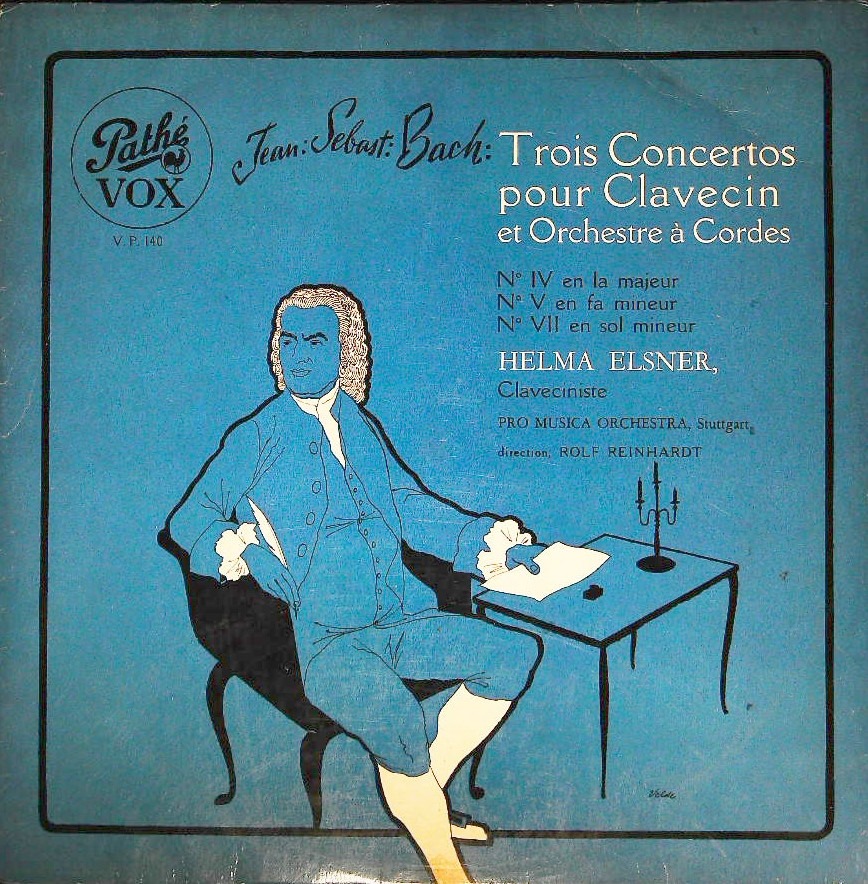 Pathé
VOX
V. P. 140
Jean: Sebast: Bach:
Trois Concertos
pour Clavecin
et Orchestre à Cordes
N° IV en la majeur
N° V en fa mineur
N° VII en sol mineur
HELMA ELSNER,
Claveciniste
PRO MUSICA ORCHESTRA, Stuttgart,
direction, ROLF REINHARDT